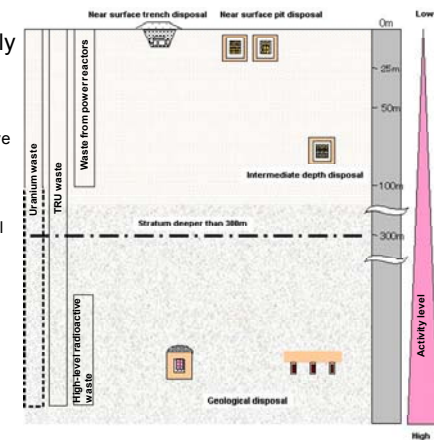 Near surface trench disposal
Near surface pit disposal
0m
Low
ly
25m
re
50m
Waste from power reactors
Uranium waste
TRU waste
Intermediate depth disposal
100m
l
Stratum deeper than 300m
300m
High-level radioactive
waste
Activity level
Geological disposal
High